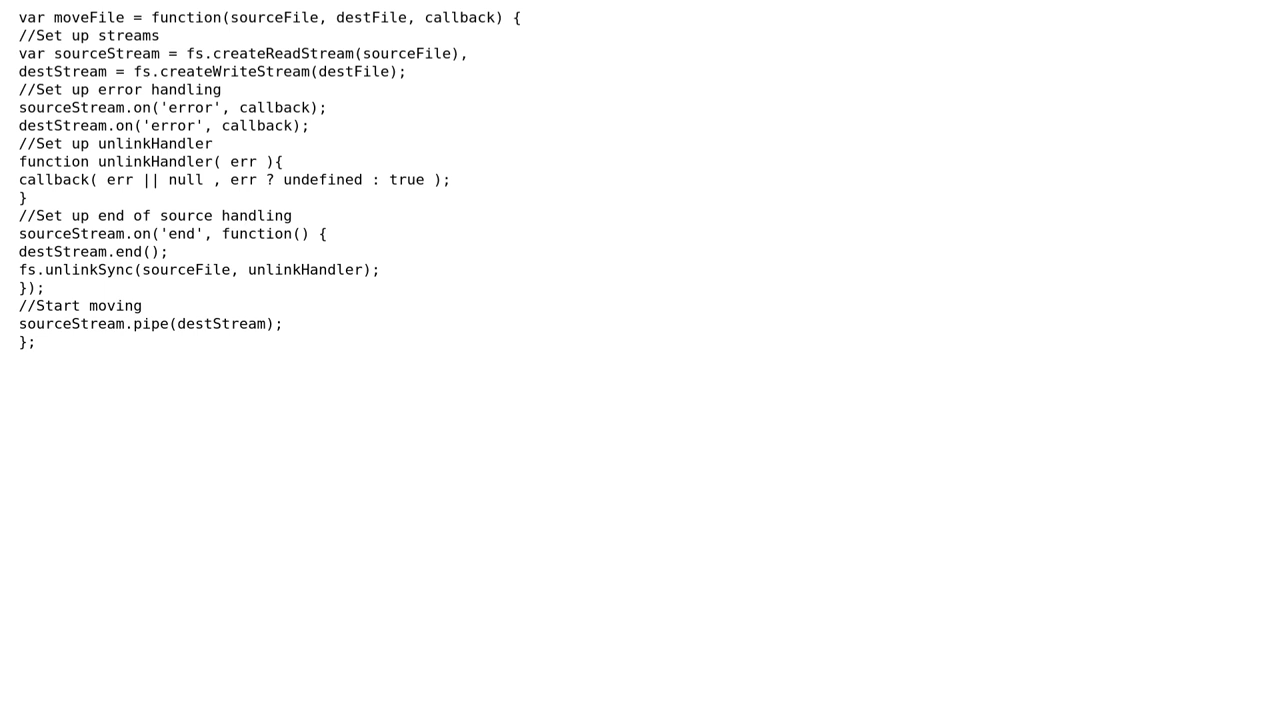 var moveFile = function(sourceFile, destFile, callback) {
//Set up streams
var sourceStream = fs.createReadStream(sourceFile),
destStream = fs.createWriteStream(destFile);
//Set up error handling
sourceStream.on('error', callback);
destStream.on('error', callback);
//Set up unlinkHandler
function unlinkHandler( err ){
callback( err || null , err ? undefined : true );
}
//Set up end of source handling
sourceStream.on('end', function() {
destStream.end();
fs.unlinkSync(sourceFile, unlinkHandler);
});
//Start moving
sourceStream.pipe(destStream);
};